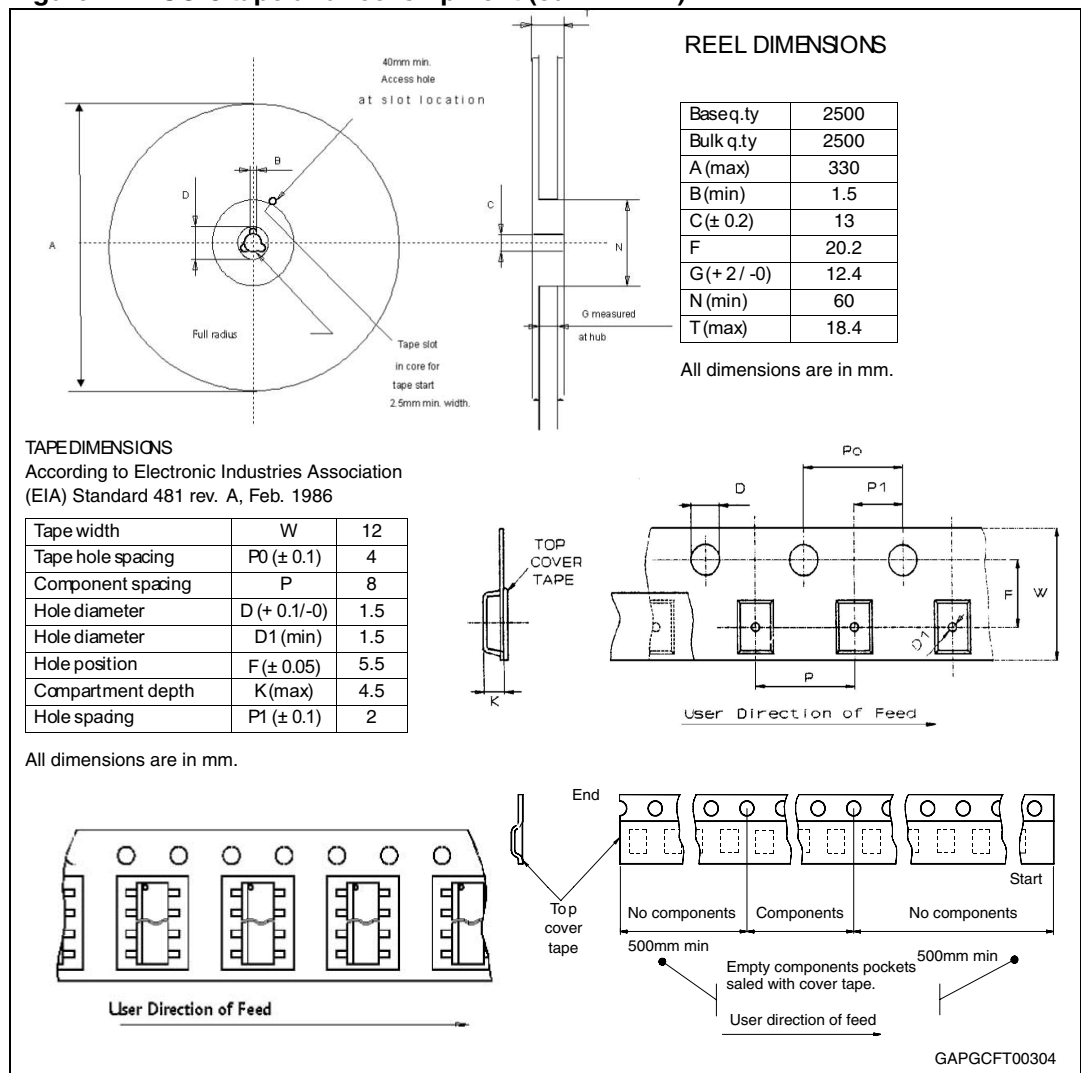 REEL DIMENSIONS
40mm min.
Access hole
at slot location
T
B
D
A
C
N
Full radius
Tape slot
in core for
tape start
2.5mm min. width.
G measured
at hub
Base q.ty 2500
Bulk q.ty 2500
A (max) 330
B (min) 1.5
C (± 0.2) 13
F 20.2
G (+ 2 / -0) 12.4
N (min) 60
T (max) 18.4
All dimensions are in mm.
TAPE DIMENSIONS
According to Electronic Industries Association
(EIA) Standard 481 rev. A, Feb. 1986
Tape width W 12
Tape hole spacing P0 (± 0.1) 4
Component spacing P 8
Hole diameter D (+ 0.1/-0) 1.5
Hole diameter D1 (min) 1.5
Hole position F (± 0.05) 5.5
Compartment depth K (max) 4.5
Hole spacing P1 (± 0.1) 2
All dimensions are in mm.
TOP
COVER
TAPE
K
Po
D
P1
F
W
D1
P
User Direction of Feed
User Direction of Feed
End
Start
Top
cover
tape
No components
Components
No components
500mm min
500mm min
Empty components pockets
saled with cover tape.
User direction of feed
GAPGCFT00304